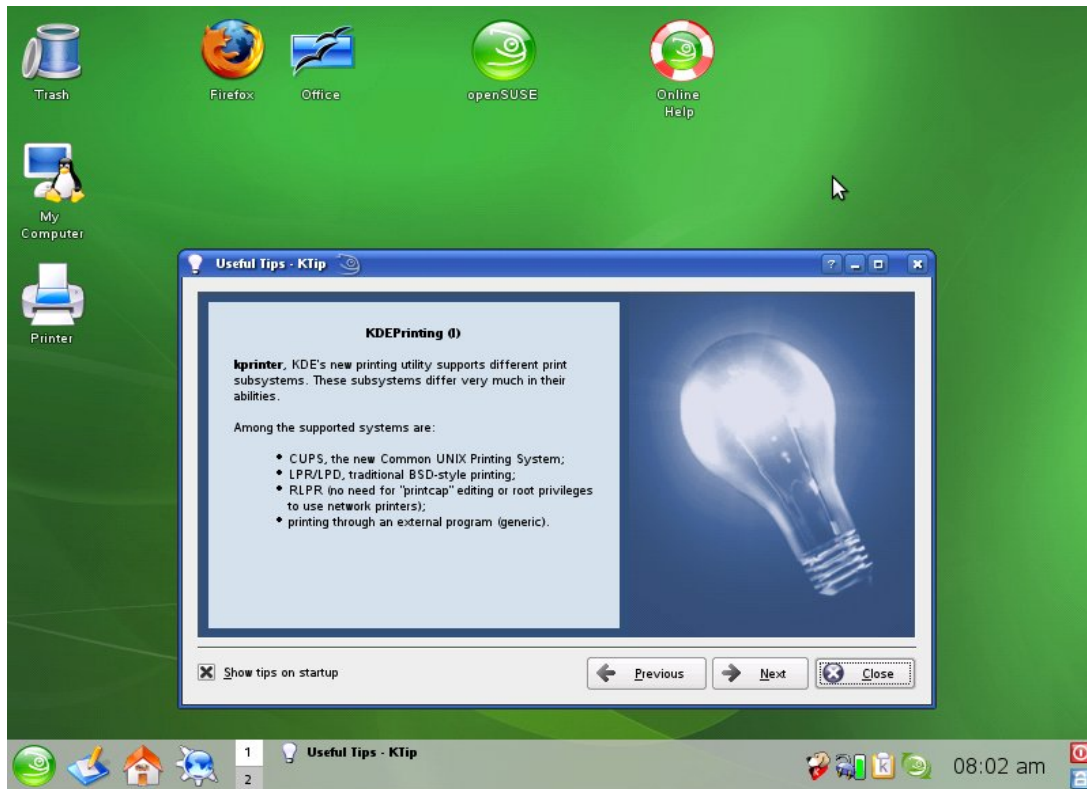 Trash
Firefox
Office
openSUSE
Online
Help
My
Computer
Printer
Useful Tips - KTip
KDEPrinting (I)
kprinter, KDE's new printing utility supports different print
subsystems. These subsystems differ very much in their
abilities.
Among the supported systems are:
CUPS, the new Common UNIX Printing System;
LPR/LPD, traditional BSD-style printing;
RLPR (no need for "printcap" editing or root privileges
to use network printers);
printing through an external program (generic).
Show tips on startup
Previous
Next
Close
1
2
Useful Tips - KTip
K
08:02 am